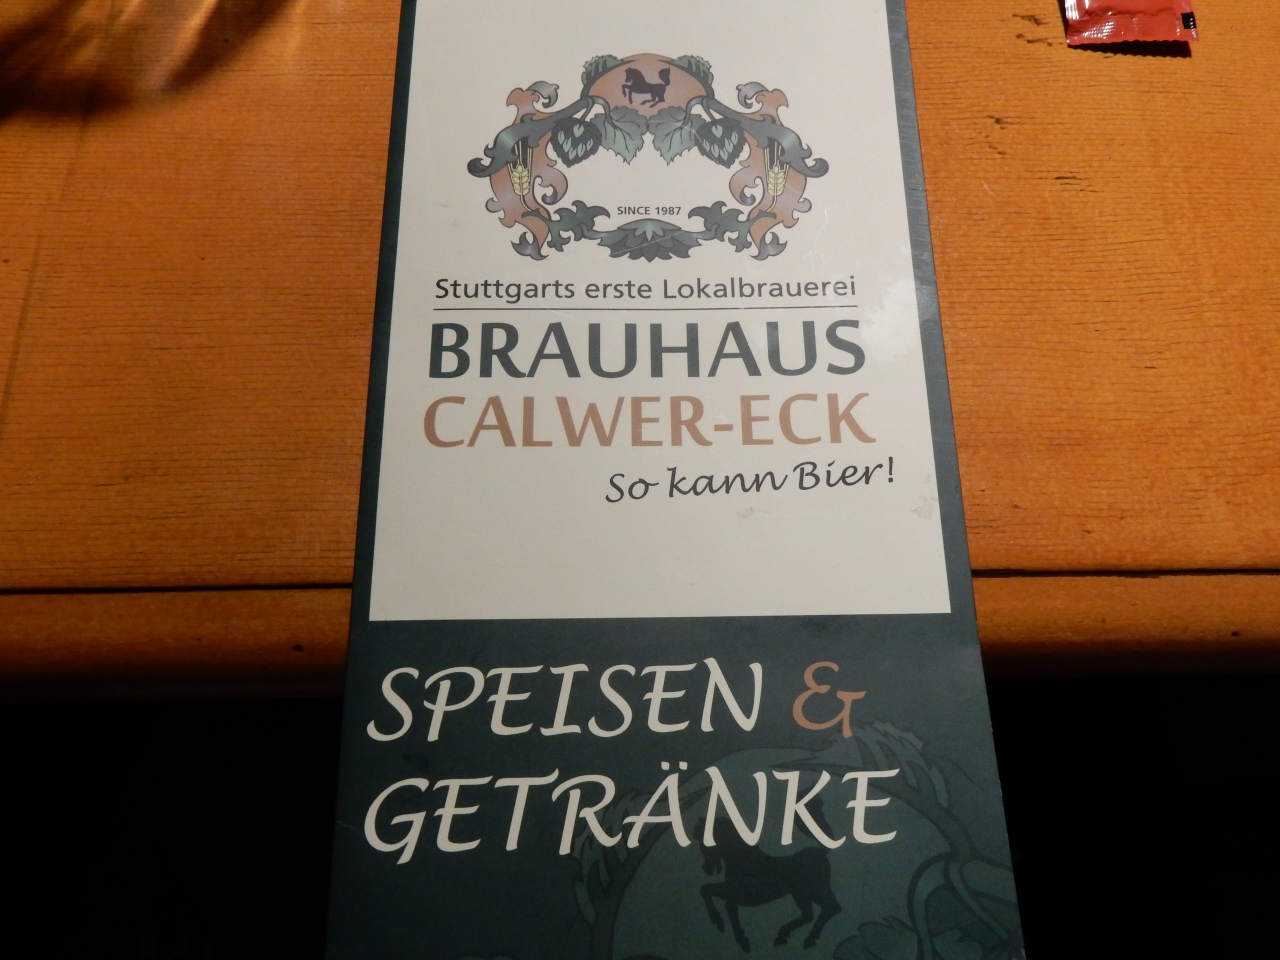 SINCE 1987
Stuttgarts erste Lokalbrauerei
BRAUHAUS
CALWER-ECK
So kann Bier!
SPEISEN &
GETRÄNKE